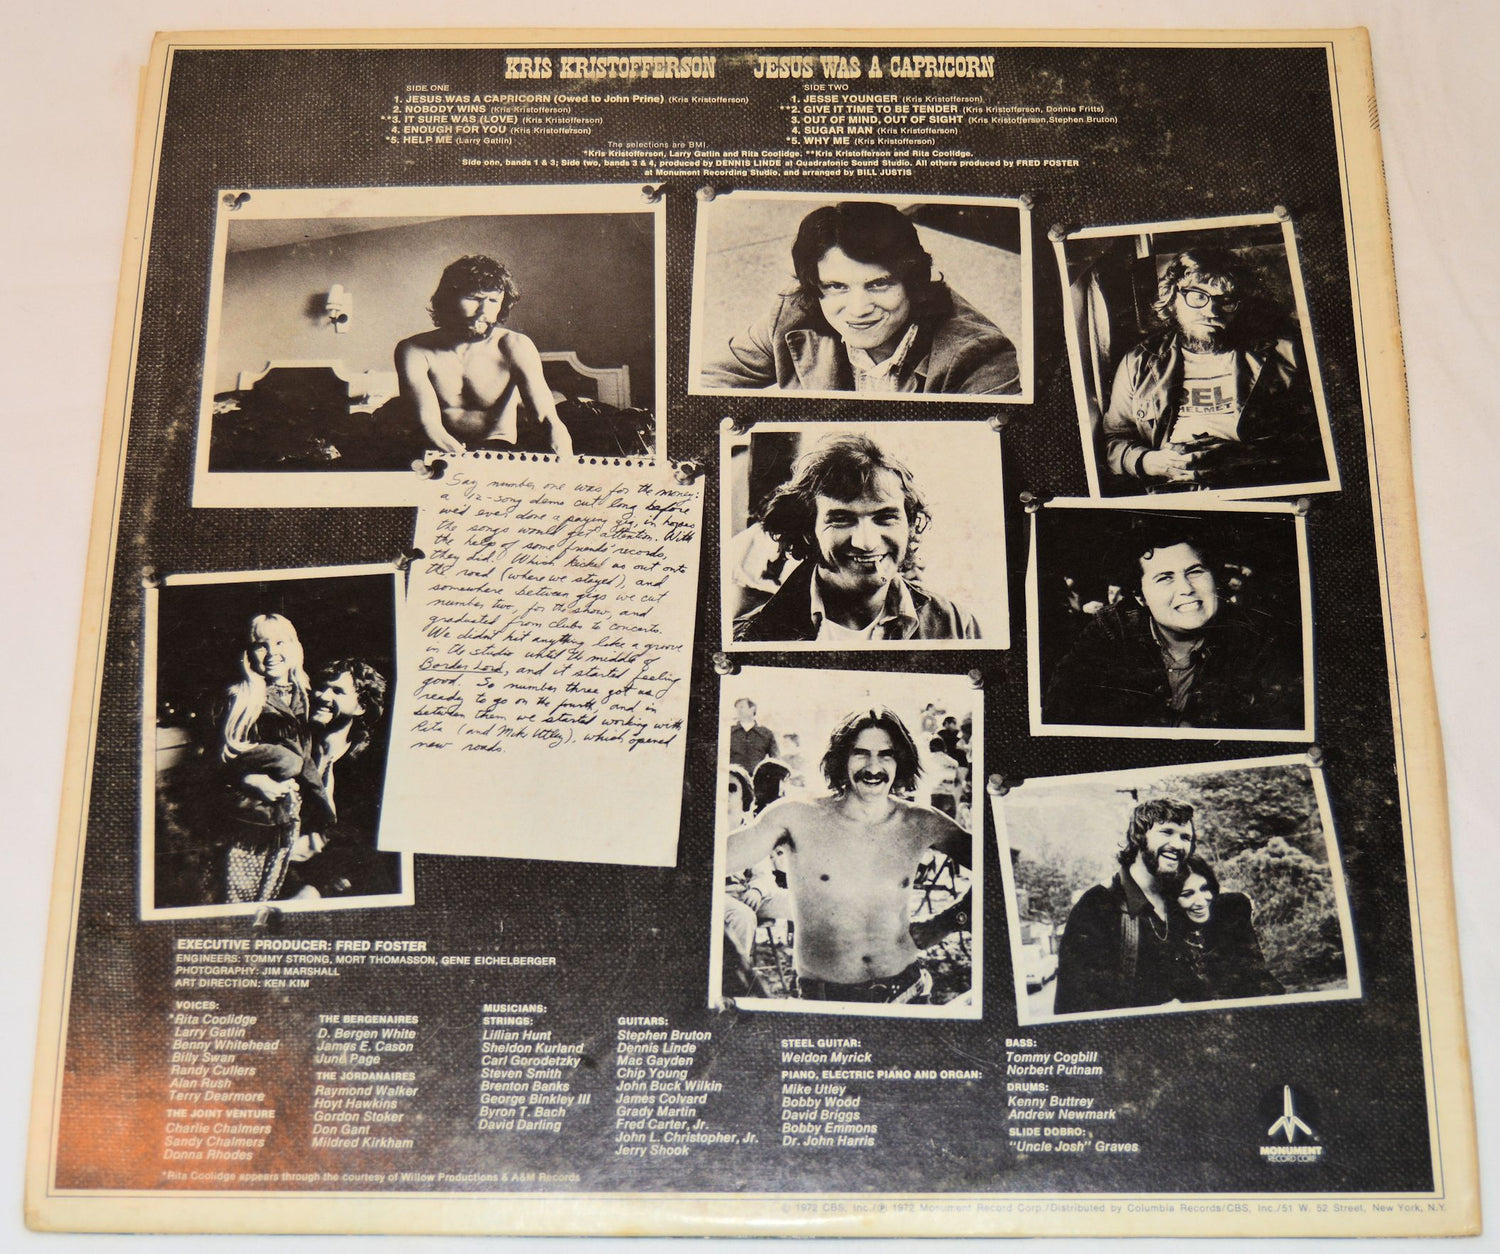 KRIS KRISTOFFERSON JESUS WAS A CAPRICORN
SIDE ONE
1. JESUS WAS A CAPRICORN (Owed to John Prine) (Kris Kristofferson)
2. NOBODY WINS (Kris Kristofferson)
**3. IT SURE WAS (LOVE) (Kris Kristofferson)
4. ENOUGH FOR YOU (Kris Kristofferson)
*5. HELP ME (Larry Gatlin)
SIDE TWO
1. JESSE YOUNGER (Kris Kristofferson)
**2. GIVE IT TIME TO BE TENDER (Kris Kristofferson, Donnie Fritts)
3. OUT OF MIND, OUT OF SIGHT (Kris Kristofferson,Stephen Bruton)
4. SUGAR MAN (Kris Kristofferson)
*5. WHY ME (Kris Kristofferson)
The selections are BMI.
*Kris Kristofferson, Larry Gatlin and Rita Coolidge. **Kris Kristofferson and Rita Coolidge.
Side one, bands 1 & 3; Side two, bands 3 & 4, produced by DENNIS LINDE at Quadrafonic Sound Studio. All others produced by FRED FOSTER
at Monument Recording Studio, and arranged by BILL JUSTIS
BEL
HELMET
Say number one was for the money:
a 12-song demo cut long before
we'd ever done a paying gig, in hopes
the songs would get attention. With
the help of some friends' records,
they did. Which kicked us out onto
the road (where we stayed), and
somewhere between gigs we cut
number two, for the show, and
graduated from clubs to concerts.
We didn't hit anything like a groove
in the studio until the middle of
Border Lord, and it started feeling
good. So number three got us
ready to go on the fourth, and in
between them we started working with
Rita (and Mike Utley), which opened
new roads.
EXECUTIVE PRODUCER: FRED FOSTER
ENGINEERS: TOMMY STRONG, MORT THOMASSON, GENE EICHELBERGER
PHOTOGRAPHY: JIM MARSHALL
ART DIRECTION: KEN KIM
VOICES:
*Rita Coolidge
Larry Gatlin
Benny Whitehead
Billy Swan
Randy Cullers
Alan Rush
Terry Dearmore
THE JOINT VENTURE
Charlie Chalmers
Sandy Chalmers
Donna Rhodes
THE BERGENAIRES
D. Bergen White
James E. Cason
June Page
THE JORDANAIRES
Raymond Walker
Hoyt Hawkins
Gordon Stoker
Don Gant
Mildred Kirkham
MUSICIANS:
STRINGS:
Lillian Hunt
Sheldon Kurland
Carl Gorodetzky
Steven Smith
Brenton Banks
George Binkley III
Byron T. Bach
David Darling
GUITARS:
Stephen Bruton
Dennis Linde
Mac Gayden
Chip Young
John Buck Wilkin
James Colvard
Grady Martin
Fred Carter, Jr.
John L. Christopher, Jr.
Jerry Shook
STEEL GUITAR:
Weldon Myrick
PIANO, ELECTRIC PIANO AND ORGAN:
Mike Utley
Bobby Wood
David Briggs
Bobby Emmons
Dr. John Harris
BASS:
Tommy Cogbill
Norbert Putnam
DRUMS:
Kenny Buttrey
Andrew Newmark
SLIDE DOBRO:
"Uncle Josh" Graves
MONUMENT
RECORD CORP.
*Rita Coolidge appears through the courtesy of Willow Productions & A&M Records
© 1972 CBS, Inc./℗ 1972 Monument Record Corp./Distributed by Columbia Records/CBS, Inc./51 W. 52 Street, New York, N.Y.